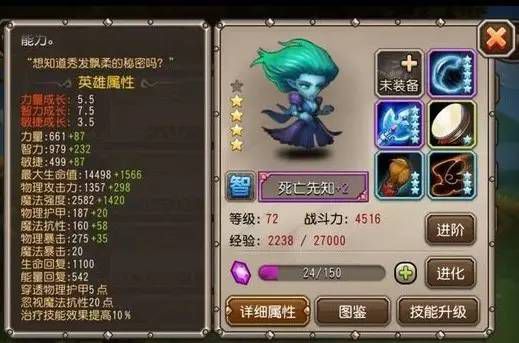 能力。
“想知道秀发飘柔的秘密吗？”
英雄属性
力量成长: 5.5
智力成长: 7.5
敏捷成长: 3.5
力量:661+87
智力:979+232
敏捷:499+87
最大生命值:14498+1566
物理攻击力:1357+298
魔法强度:2582+1420
物理护甲:187+20
魔法抗性:160+58
物理暴击:275+35
魔法暴击:20
生命回复:1100
能量回复:542
穿透物理护甲5点
忽视魔法抗性20点
治疗技能效果提高10%
未装备
智
死亡先知+2
等级: 72 战斗力: 4516
经验: 2238 / 27000
进阶
24/150
进化
详细属性
图鉴
技能升级